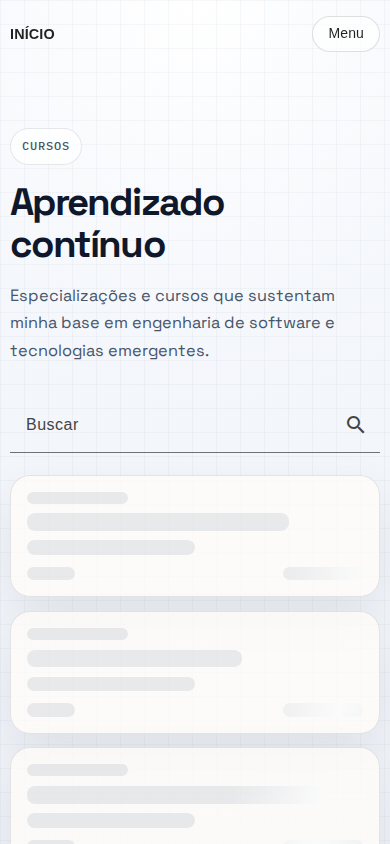 INÍCIO
Menu
CURSOS
Aprendizado
contínuo
Especializações e cursos que sustentam
minha base em engenharia de software e
tecnologias emergentes.
Buscar